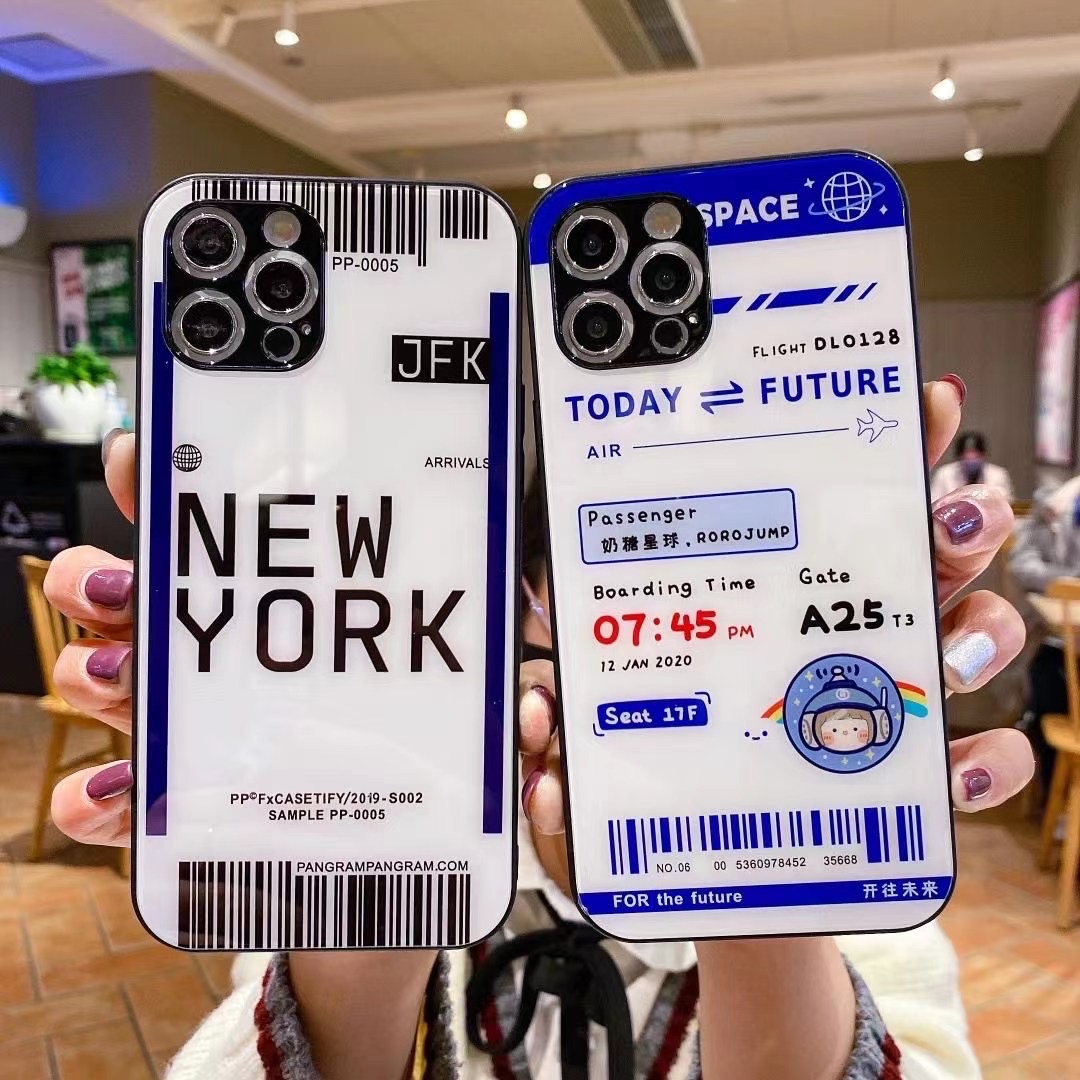 PP-0005
JFK
ARRIVALS
NEW
YORK
PP©FxCASETIFY/2019-S002
SAMPLE PP-0005
PANGRAMPANGRAM.COM
SPACE
FLIGHT DL0128
TODAY ⇌ FUTURE
AIR
Passenger
奶糖星球, ROROJUMP
Boarding Time
Gate
07:45 PM
A25 T3
12 JAN 2020
Seat 17F
NO.06 00 5360978452 35668
FOR the future
开往未来